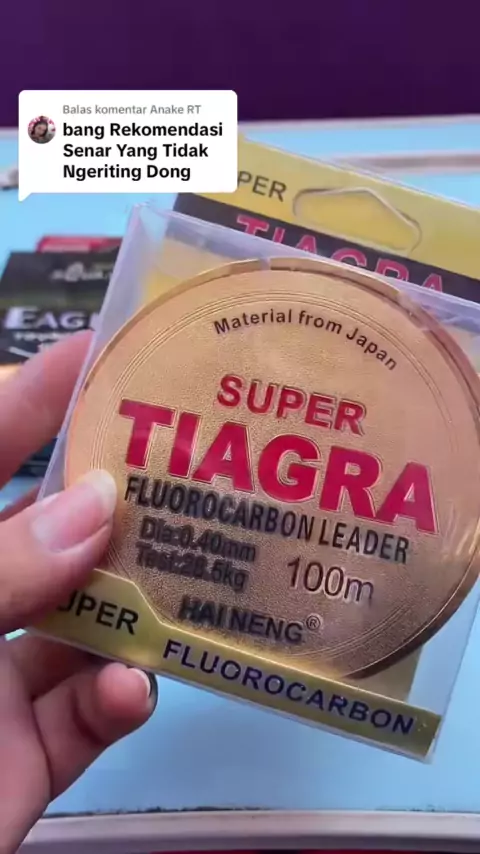 Balas komentar Anake RT
bang Rekomendasi
Senar Yang Tidak
Ngeriting Dong
PER
TIAGRA
EAGL
Material from Japan
SUPER
TIAGRA
FLUOROCARBON LEADER
Dia:0.40mm
Test:28.5kg
100m
HAI NENG®
UPER
FLUOROCARBON